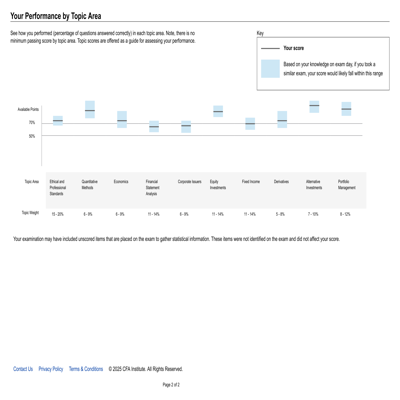 Your Performance by Topic Area
See how you performed (percentage of questions answered correctly) in each topic area. Note, there is
minimum passing score by topic area. Topic scores are offered as a guide for assessing your performance.
Key
Your score
Based on your knowledge on exam day, if you took a
similar exam, your score would likely fall within this range
Available Points
70%
50%
Topic Area
Ethical and Professional Standards
Quantitative Methods
Economics
Financial Statement Analysis
Corporate Issuers
Equity Investments
Fixed Income
Derivatives
Alternative Investments
Portfolio Management
Topic Weight
15 - 20%
6 - 9%
6 - 9%
11 - 14%
6 - 9%
11 - 14%
11 - 14%
5 - 8%
7 - 10%
8 - 12%
Your examination may have included unscored items that are placed on the exam to gather statistical information. These items were not identified on the exam and did not affect your score.
Contact Us Privacy Policy Terms & Conditions © 2025 CFA Institute. All Rights Reserved.
Page 2 of 2